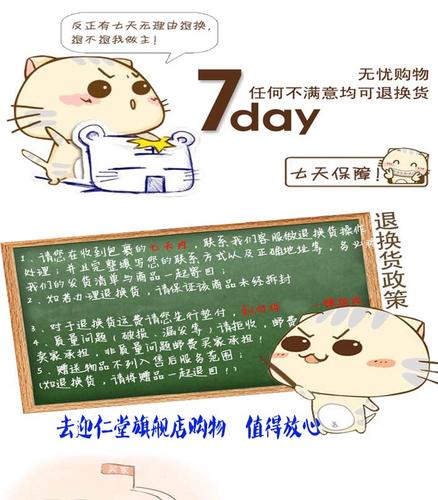 反正有七天无理由退换,
退不退我做主!
7day
无忧购物
任何不满意均可退换货
七天保障!
退换货政策
1、请您在收到包裹的七天内,联系我们客服做退换货操作
处理;并且完整填写您的联系方式以及正确地址等,务必将
我们的发货清单与商品一起寄回;
2、如若办理退换货,请保证该商品未经拆封
3、对于退换货运费请您先行垫付,
4、质量问题(破损、漏发等)请拒收,邮费
买家承担,非质量问题邮费买家承担;
5、赠送物品不列入售后服务范围;
(如退换货,请将赠品一起退回!)
去迎仁堂旗舰店购物 值得放心